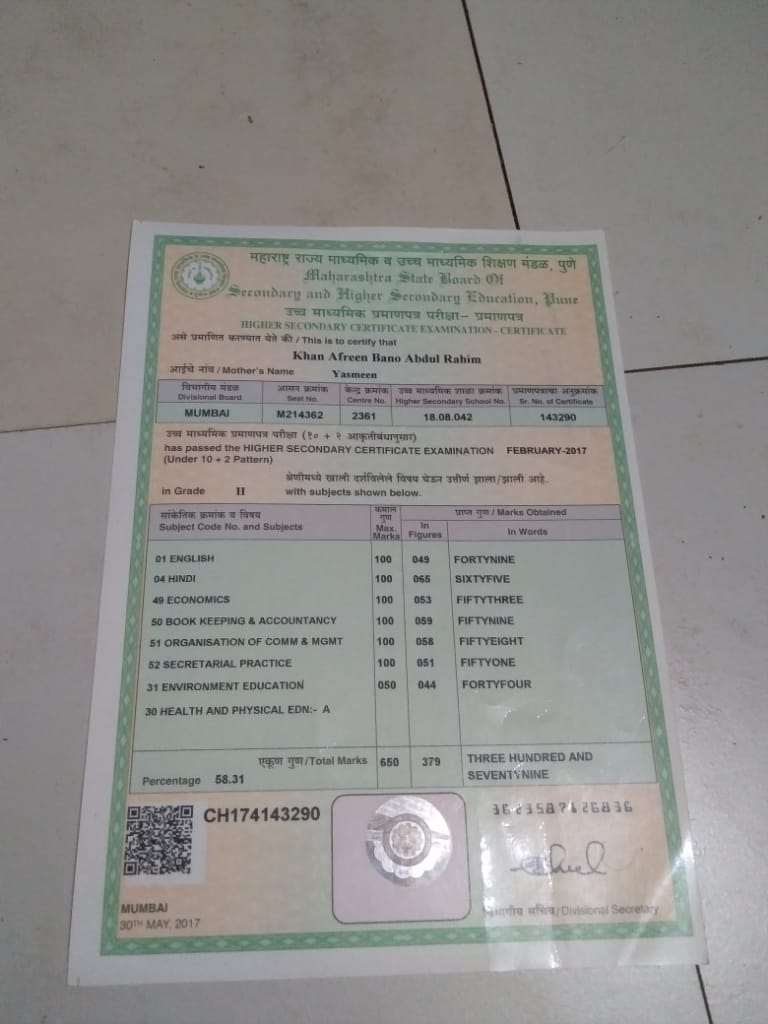 महाराष्ट्र राज्य माध्यमिक व उच्च माध्यमिक शिक्षण मंडळ, पुणे
Maharashtra State Board Of
Secondary and Higher Secondary Education, Pune
उच्च माध्यमिक प्रमाणपत्र परीक्षा - प्रमाणपत्र
HIGHER SECONDARY CERTIFICATE EXAMINATION - CERTIFICATE
असे प्रमाणित करण्यात येते की / This is to certify that
Khan Afreen Bano Abdul Rahim
आईचे नांव / Mother's Name Yasmeen
विभागीय मंडळ आसन क्रमांक केन्द्र क्रमांक उच्च माध्यमिक शाळा क्रमांक प्रमाणपत्राचा अनुक्रमांक
Divisional Board Seat No. Centre No. Higher Secondary School No. Sr. No. of Certificate
MUMBAI M214362 2361 18.08.042 143290
उच्च माध्यमिक प्रमाणपत्र परीक्षा (१० + २ आकृतीबंधानुसार)
has passed the HIGHER SECONDARY CERTIFICATE EXAMINATION FEBRUARY-2017
(Under 10 + 2 Pattern)
श्रेणीमध्ये खाली दर्शविलेले विषय घेऊन उत्तीर्ण झाला/झाली आहे.
in Grade II with subjects shown below.
सांकेतिक क्रमांक व विषय कमाल गुण प्राप्त गुण / Marks Obtained
Subject Code No. and Subjects Max. Marks In Figures In Words
01 ENGLISH 100 049 FORTYNINE
04 HINDI 100 065 SIXTYFIVE
49 ECONOMICS 100 053 FIFTYTHREE
50 BOOK KEEPING & ACCOUNTANCY 100 059 FIFTYNINE
51 ORGANISATION OF COMM & MGMT 100 058 FIFTYEIGHT
52 SECRETARIAL PRACTICE 100 051 FIFTYONE
31 ENVIRONMENT EDUCATION 050 044 FORTYFOUR
30 HEALTH AND PHYSICAL EDN:- A
एकूण गुण/Total Marks 650 379 THREE HUNDRED AND
SEVENTYNINE
Percentage 58.31
CH174143290
MUMBAI
30TH MAY, 2017
विभागीय सचिव/Divisional Secretary